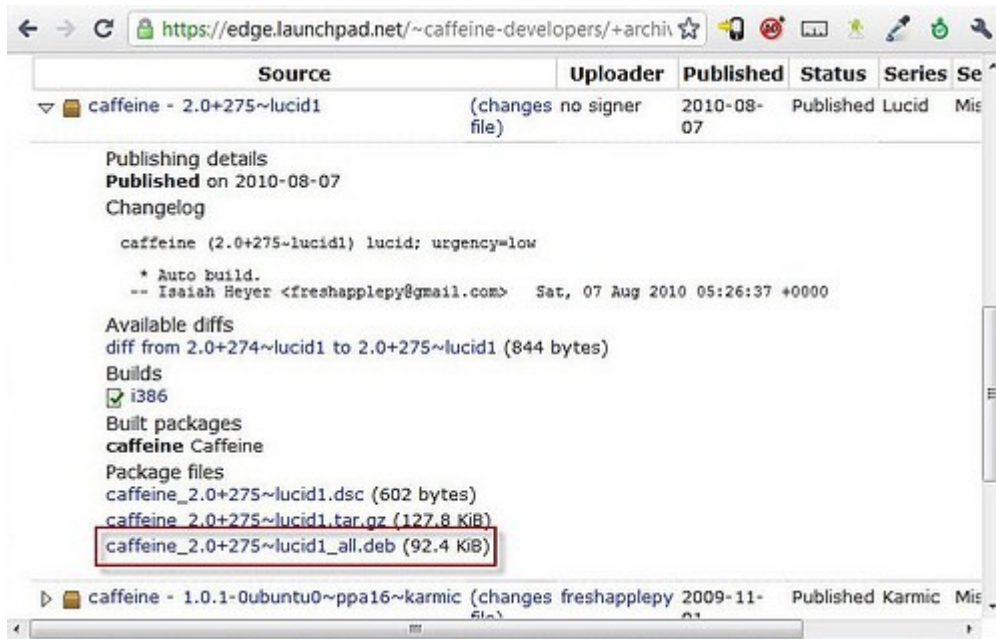 https://edge.launchpad.net/~caffeine-developers/+archiv
Source Uploader Published Status Series Se
caffeine - 2.0+275~lucid1 (changes file) no signer 2010-08-07 Published Lucid Mis
Publishing details
Published on 2010-08-07
Changelog
caffeine (2.0+275~lucid1) lucid; urgency=low
* Auto build.
-- Isaiah Heyer <freshapplepy@gmail.com> Sat, 07 Aug 2010 05:26:37 +0000
Available diffs
diff from 2.0+274~lucid1 to 2.0+275~lucid1 (844 bytes)
Builds
i386
Built packages
caffeine Caffeine
Package files
caffeine_2.0+275~lucid1.dsc (602 bytes)
caffeine_2.0+275~lucid1.tar.gz (127.8 KiB)
caffeine_2.0+275~lucid1_all.deb (92.4 KiB)
caffeine - 1.0.1-0ubuntu0~ppa16~karmic (changes freshapplepy 2009-11- Published Karmic Mis